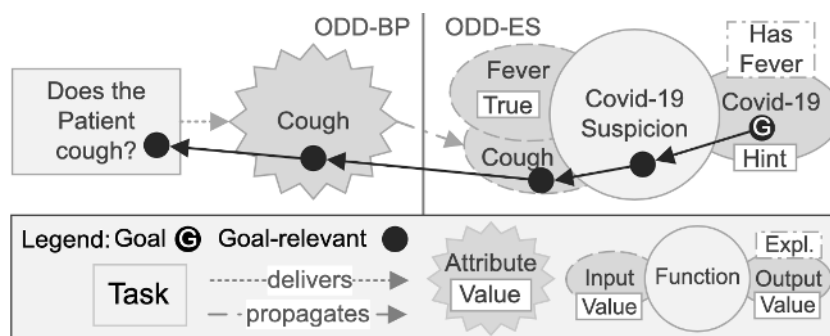 ODD-BP
ODD-ES
Does the
Patient
cough?
Cough
Fever
True
Cough
Covid-19
Suspicion
Has
Fever
Covid-19
G
Hint
Legend: Goal G Goal-relevant
Task
delivers
propagates
Attribute
Value
Input
Value
Function
Expl.
Output
Value